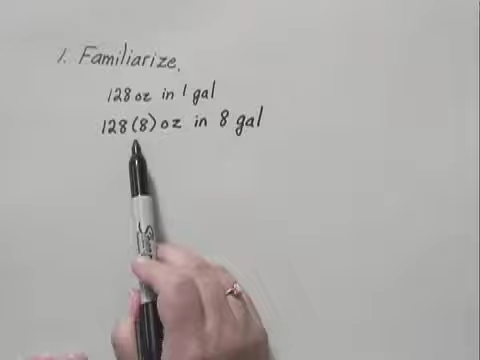 1. Familiarize.
128 oz in 1 gal
128(8) oz in 8 gal